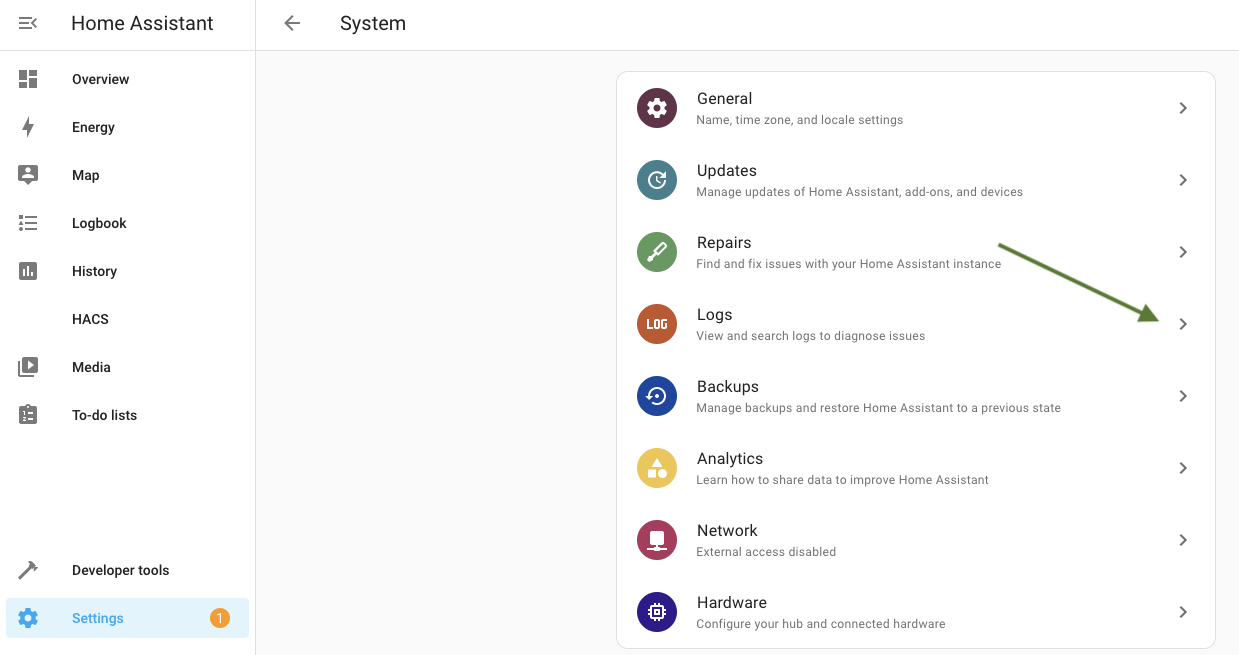 Home Assistant
System
Overview
Energy
Map
Logbook
History
HACS
Media
To-do lists
Developer tools
Settings
1
General
Name, time zone, and locale settings
Updates
Manage updates of Home Assistant, add-ons, and devices
Repairs
Find and fix issues with your Home Assistant instance
LOG
Logs
View and search logs to diagnose issues
Backups
Manage backups and restore Home Assistant to a previous state
Analytics
Learn how to share data to improve Home Assistant
Network
External access disabled
Hardware
Configure your hub and connected hardware